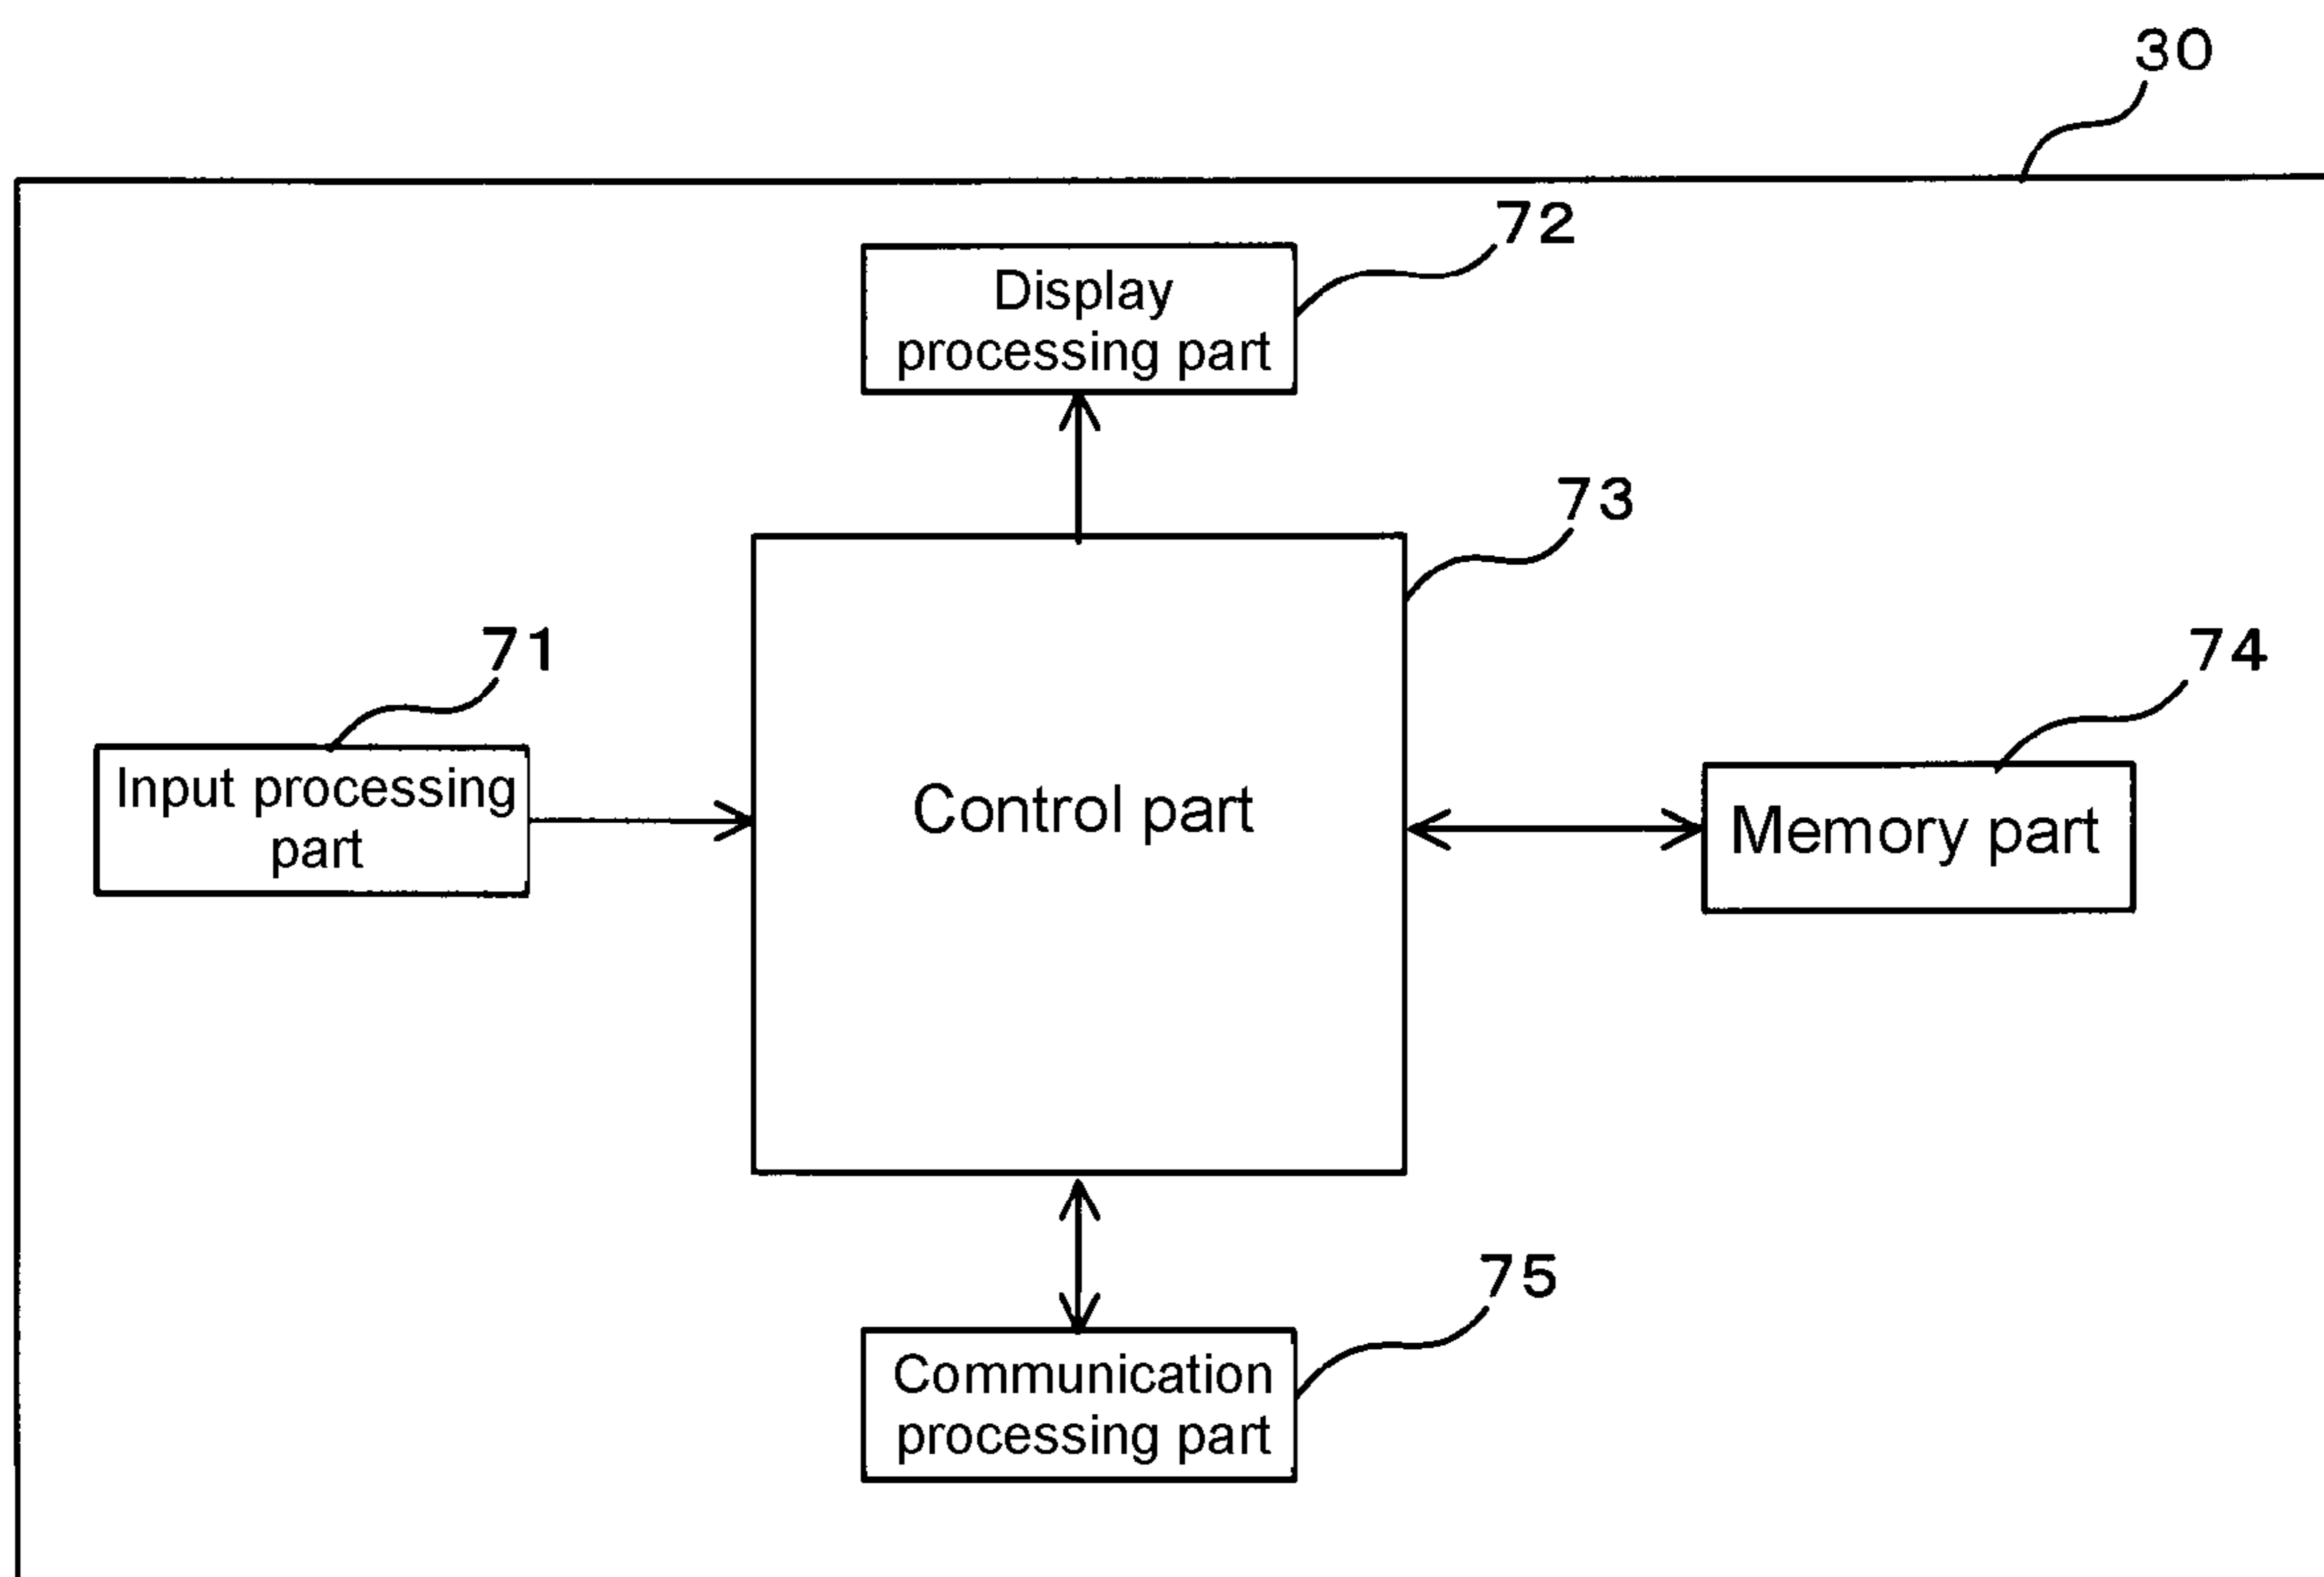 30
72
Display
processing part
73
71
74
Input processing
part
Control part
Memory part
75
Communication
processing part